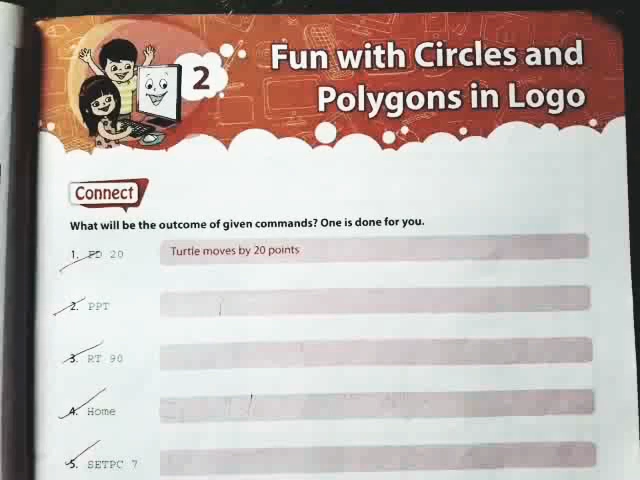 2
Fun with Circles and
Polygons in Logo
Connect
What will be the outcome of given commands? One is done for you.
1. FD 20 Turtle moves by 20 points
2. PPT
3. RT 90
4. Home
5. SETPC 7